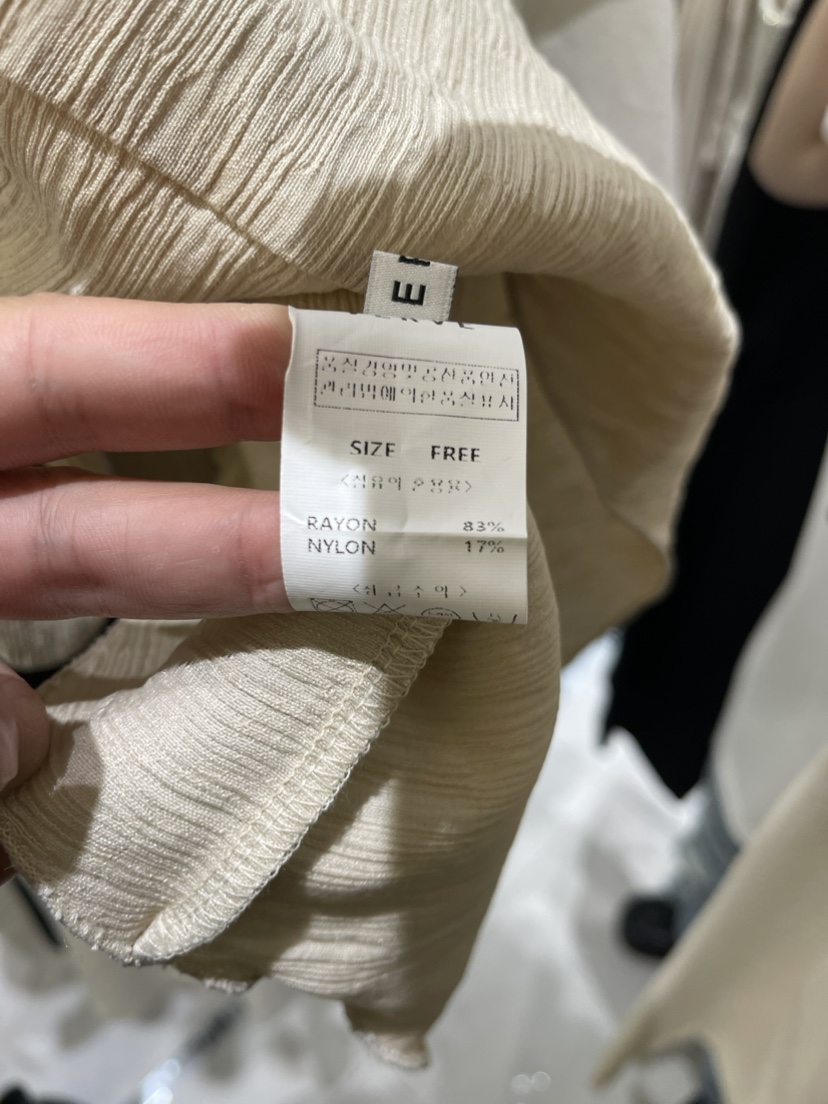 E
품질경영및공산품안전
관리법에의한품질표시
SIZE FREE
<섬유의 혼용율>
RAYON 83%
NYLON 17%
<취급주의>